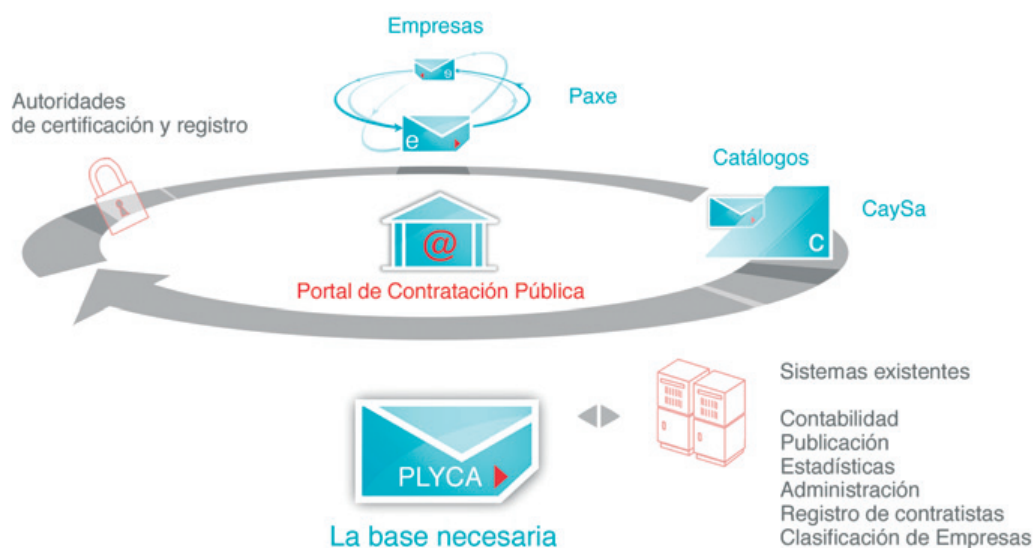 Empresas
e
Paxe
e
Autoridades
de certificación y registro
Catálogos
CaySa
C
@
Portal de Contratación Pública
Sistemas existentes
Contabilidad
Publicación
Estadísticas
Administración
Registro de contratistas
Clasificación de Empresas
PLYCA
La base necesaria